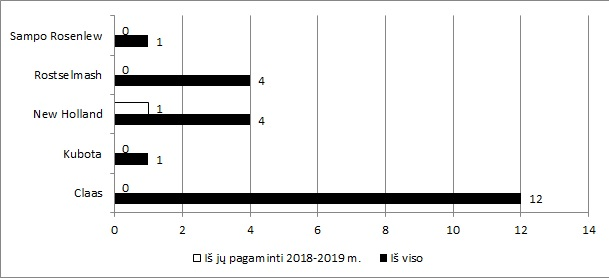 Sampo Rosenlew 0 1
Rostselmash 0 4
New Holland 1 4
Kubota 0 1
Claas 0 12
0 2 4 6 8 10 12 14
Iš jų pagaminti 2018-2019 m. Iš viso